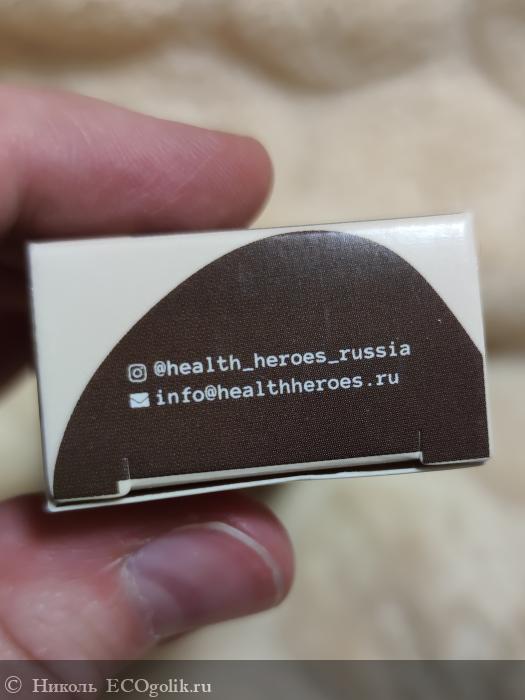 @health_heroes_russia
info@healthheroes.ru
© Николь ECOgolik.ru